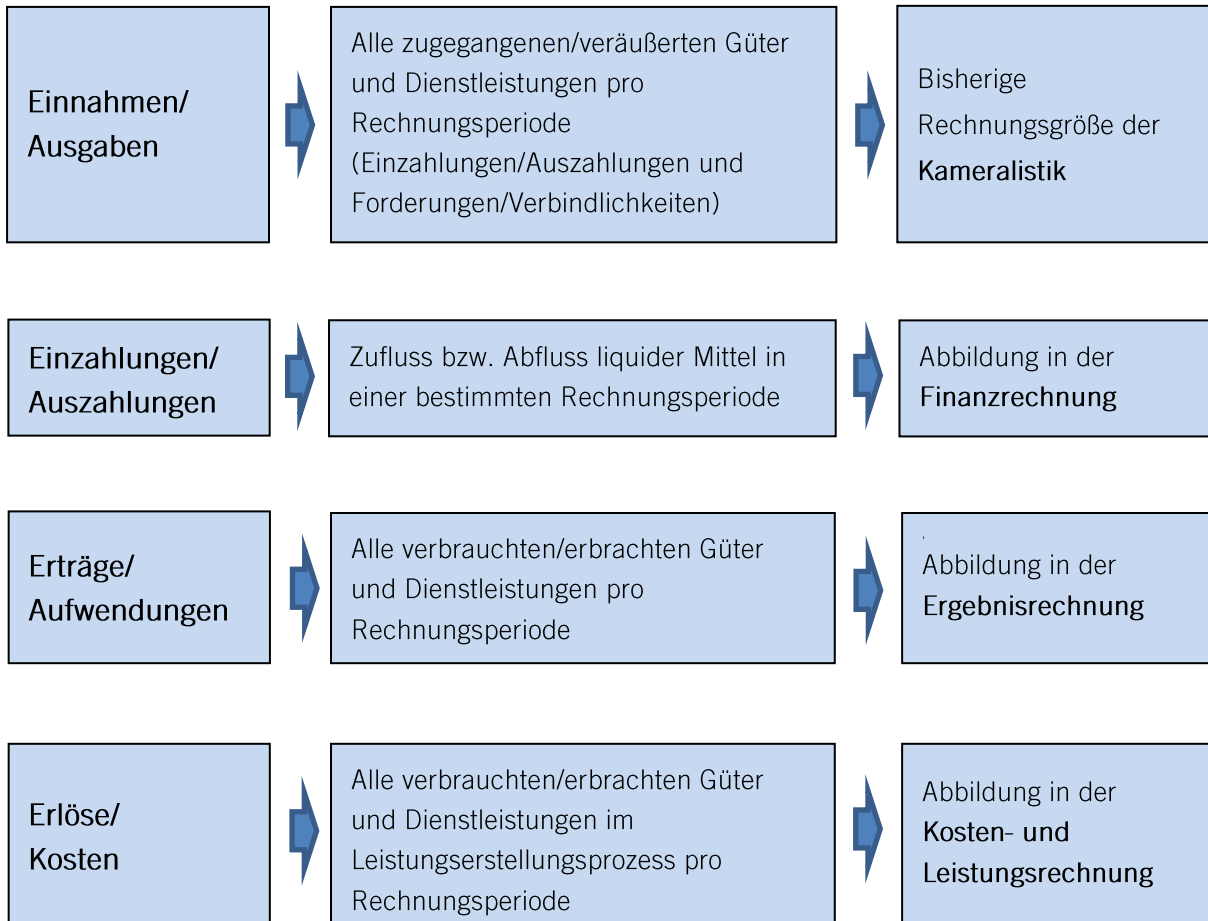 Einnahmen/
Ausgaben
Alle zugegangenen/veräußerten Güter
und Dienstleistungen pro
Rechnungsperiode
(Einzahlungen/Auszahlungen und
Forderungen/Verbindlichkeiten)
Bisherige
Rechnungsgröße der
Kameralistik
Einzahlungen/
Auszahlungen
Zufluss bzw. Abfluss liquider Mittel in
einer bestimmten Rechnungsperiode
Abbildung in der
Finanzrechnung
Erträge/
Aufwendungen
Alle verbrauchten/erbrachten Güter
und Dienstleistungen pro
Rechnungsperiode
Abbildung in der
Ergebnisrechnung
Erlöse/
Kosten
Alle verbrauchten/erbrachten Güter
und Dienstleistungen im
Leistungserstellungsprozess pro
Rechnungsperiode
Abbildung in der
Kosten- und
Leistungsrechnung